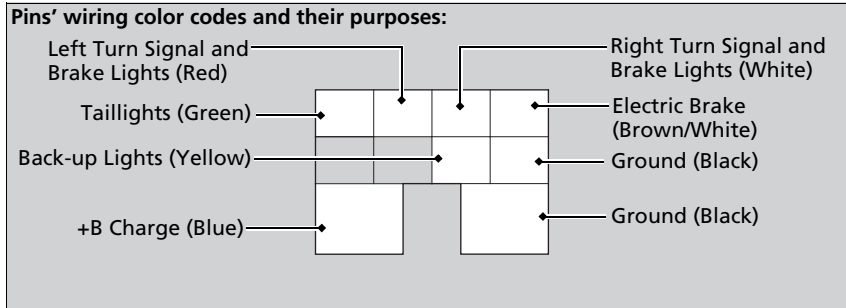 Pins’ wiring color codes and their purposes:
Left Turn Signal and
Brake Lights (Red)
Right Turn Signal and
Brake Lights (White)
Taillights (Green)
Electric Brake
(Brown/White)
Back-up Lights (Yellow)
Ground (Black)
+B Charge (Blue)
Ground (Black)